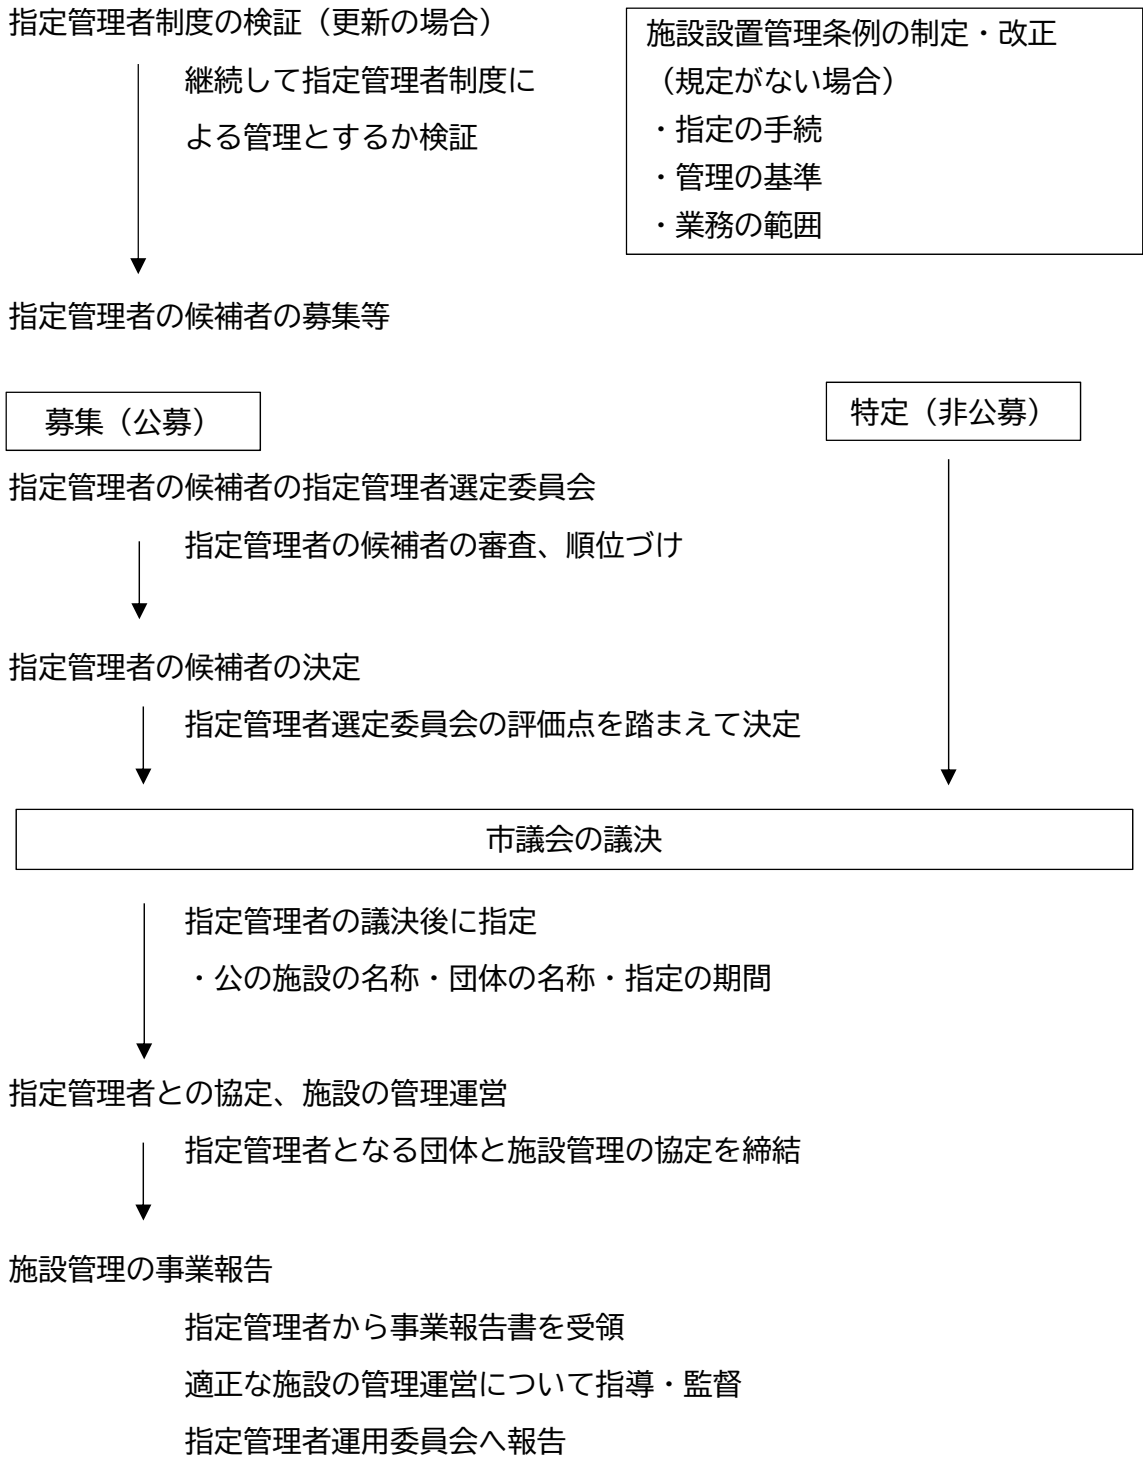 指定管理者制度の検証（更新の場合）
継続して指定管理者制度に
よる管理とするか検証
施設設置管理条例の制定・改正
（規定がない場合）
・指定の手続
・管理の基準
・業務の範囲
指定管理者の候補者の募集等
募集（公募）
特定（非公募）
指定管理者の候補者の指定管理者選定委員会
指定管理者の候補者の審査、順位づけ
指定管理者の候補者の決定
指定管理者選定委員会の評価点を踏まえて決定
市議会の議決
指定管理者の議決後に指定
・公の施設の名称・団体の名称・指定の期間
指定管理者との協定、施設の管理運営
指定管理者となる団体と施設管理の協定を締結
施設管理の事業報告
指定管理者から事業報告書を受領
適正な施設の管理運営について指導・監督
指定管理者運用委員会へ報告